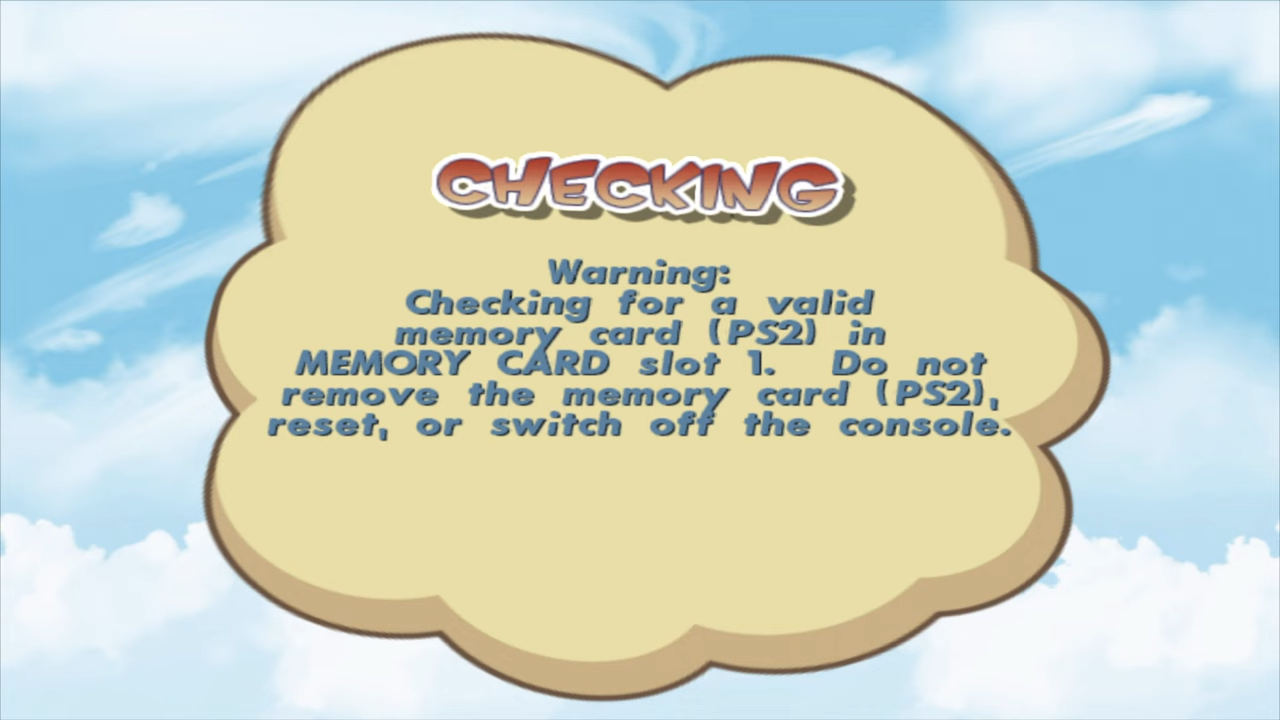 CHECKING
Warning:
Checking for a valid
memory card (PS2) in
MEMORY CARD slot 1. Do not
remove the memory card (PS2),
reset, or switch off the console.